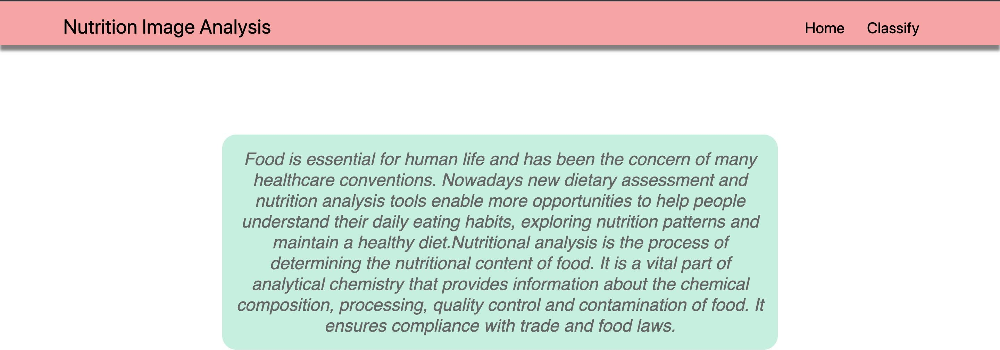 Nutrition Image Analysis
Home Classify
Food is essential for human life and has been the concern of many
healthcare conventions. Nowadays new dietary assessment and
nutrition analysis tools enable more opportunities to help people
understand their daily eating habits, exploring nutrition patterns and
maintain a healthy diet.Nutritional analysis is the process of
determining the nutritional content of food. It is a vital part of
analytical chemistry that provides information about the chemical
composition, processing, quality control and contamination of food. It
ensures compliance with trade and food laws.